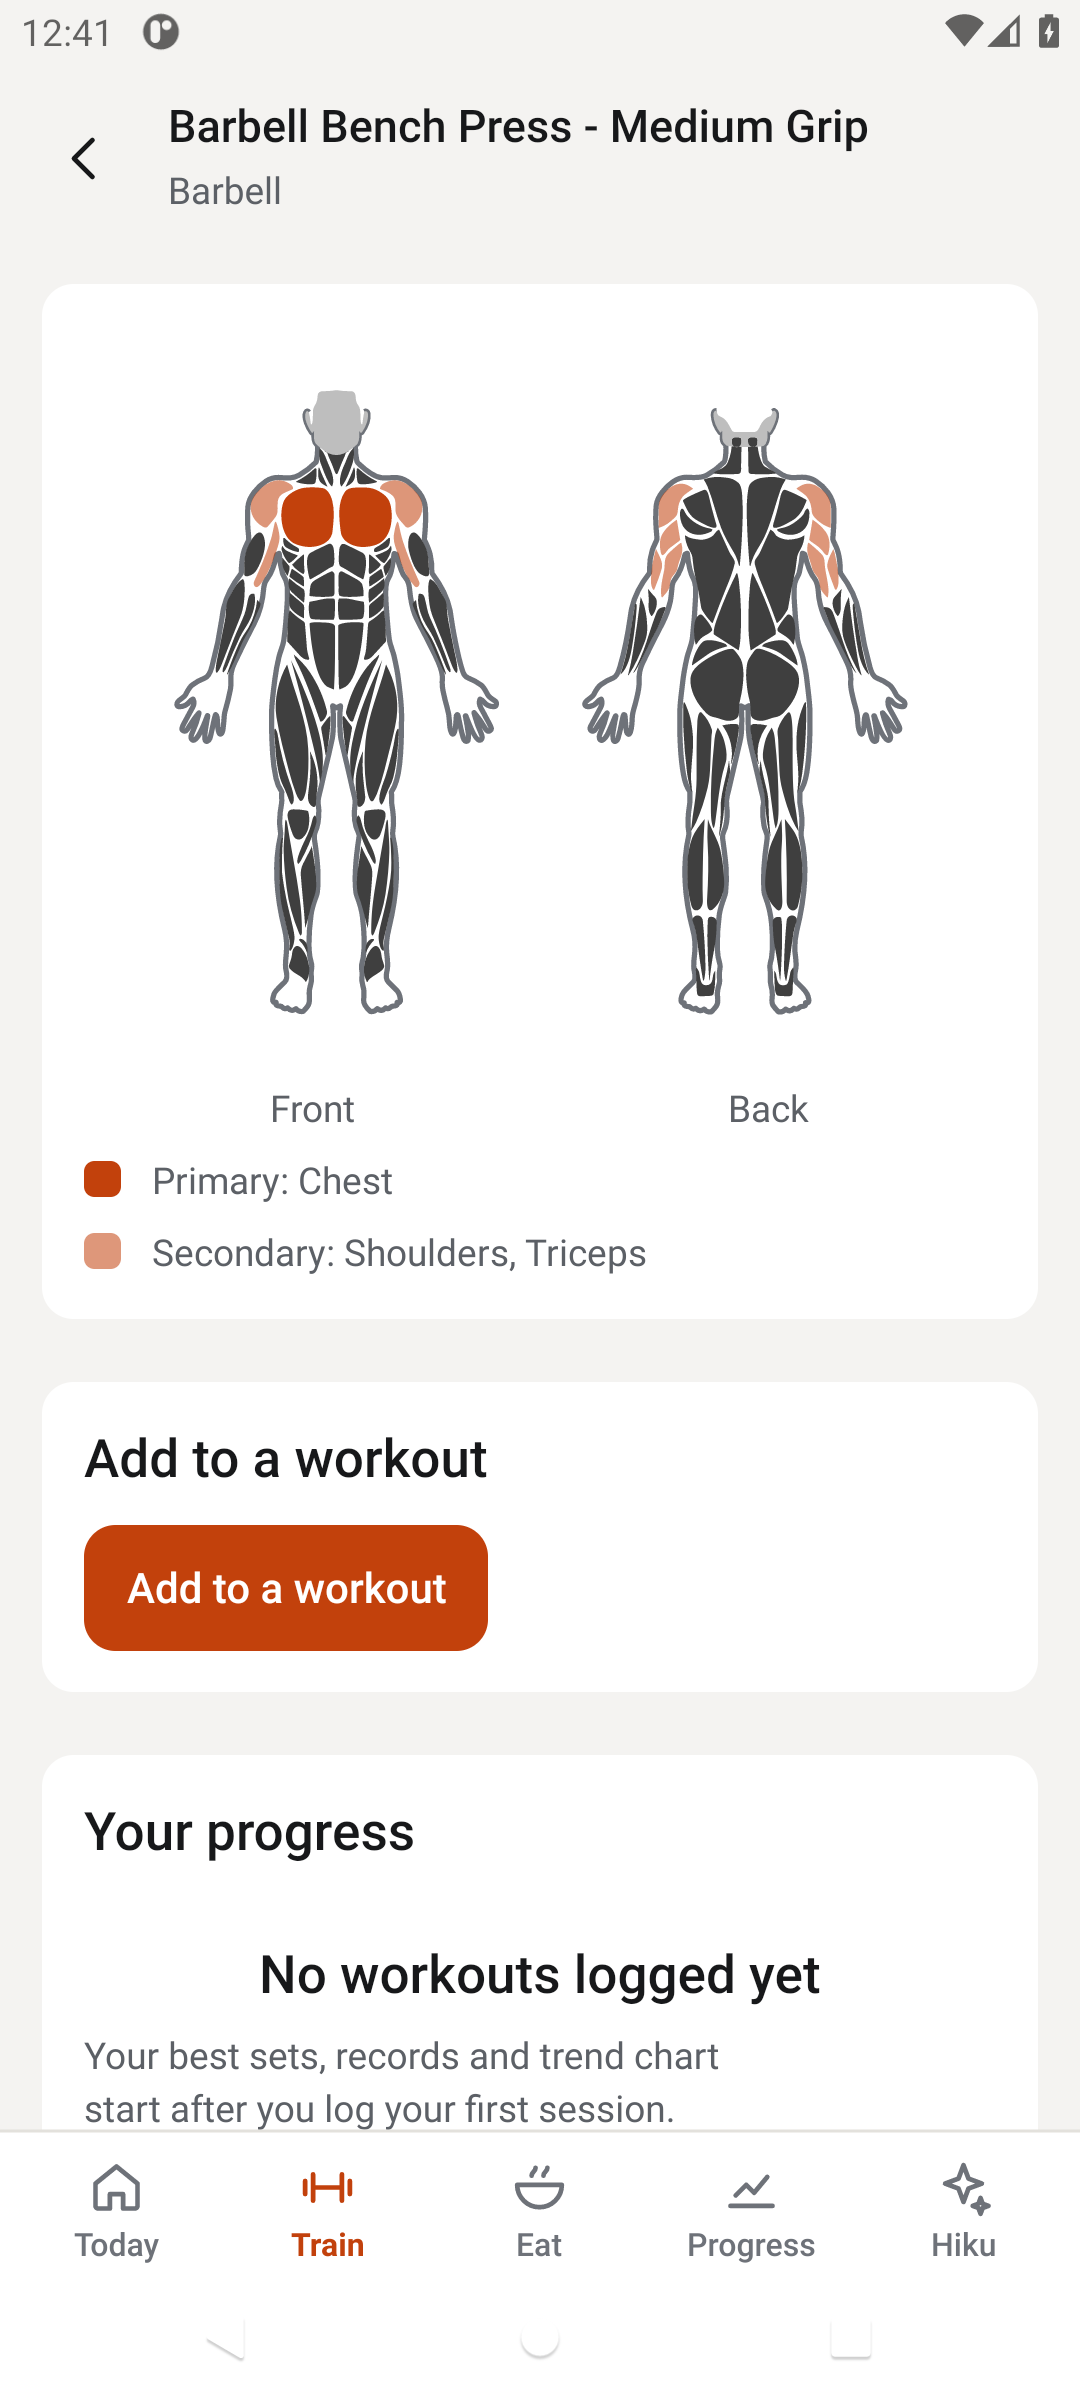 12:41
Barbell Bench Press - Medium Grip
Barbell
Front
Back
Primary: Chest
Secondary: Shoulders, Triceps
Add to a workout
Add to a workout
Your progress
No workouts logged yet
Your best sets, records and trend chart
start after you log your first session.
Today
Train
Eat
Progress
Hiku